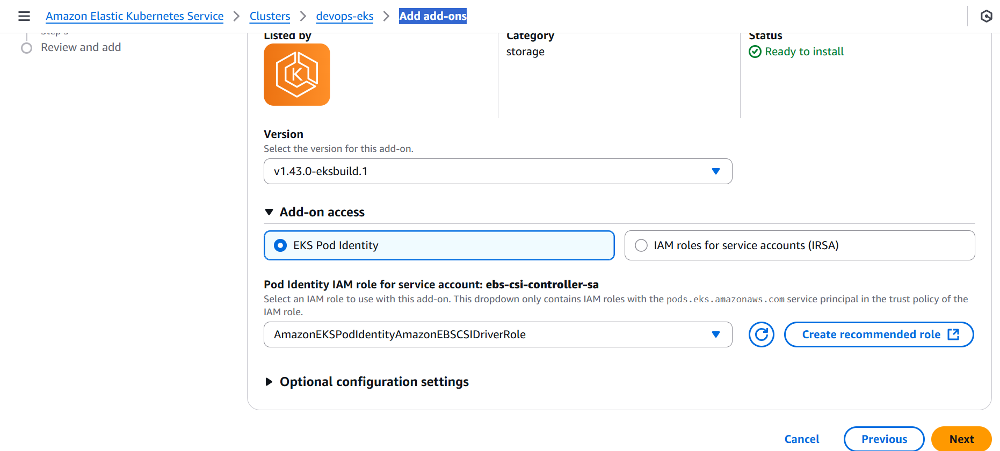 Amazon Elastic Kubernetes Service > Clusters > devops-eks > Add add-ons
Review and add
Listed by
Category
storage
Status
Ready to install
K
Version
Select the version for this add-on.
v1.43.0-eksbuild.1
Add-on access
EKS Pod Identity
IAM roles for service accounts (IRSA)
Pod Identity IAM role for service account: ebs-csi-controller-sa
Select an IAM role to use with this add-on. This dropdown only contains IAM roles with the pods.eks.amazonaws.com service principal in the trust policy of the
IAM role.
AmazonEKSPodIdentityAmazonEBSCSIDriverRole
Create recommended role
Optional configuration settings
Cancel
Previous
Next